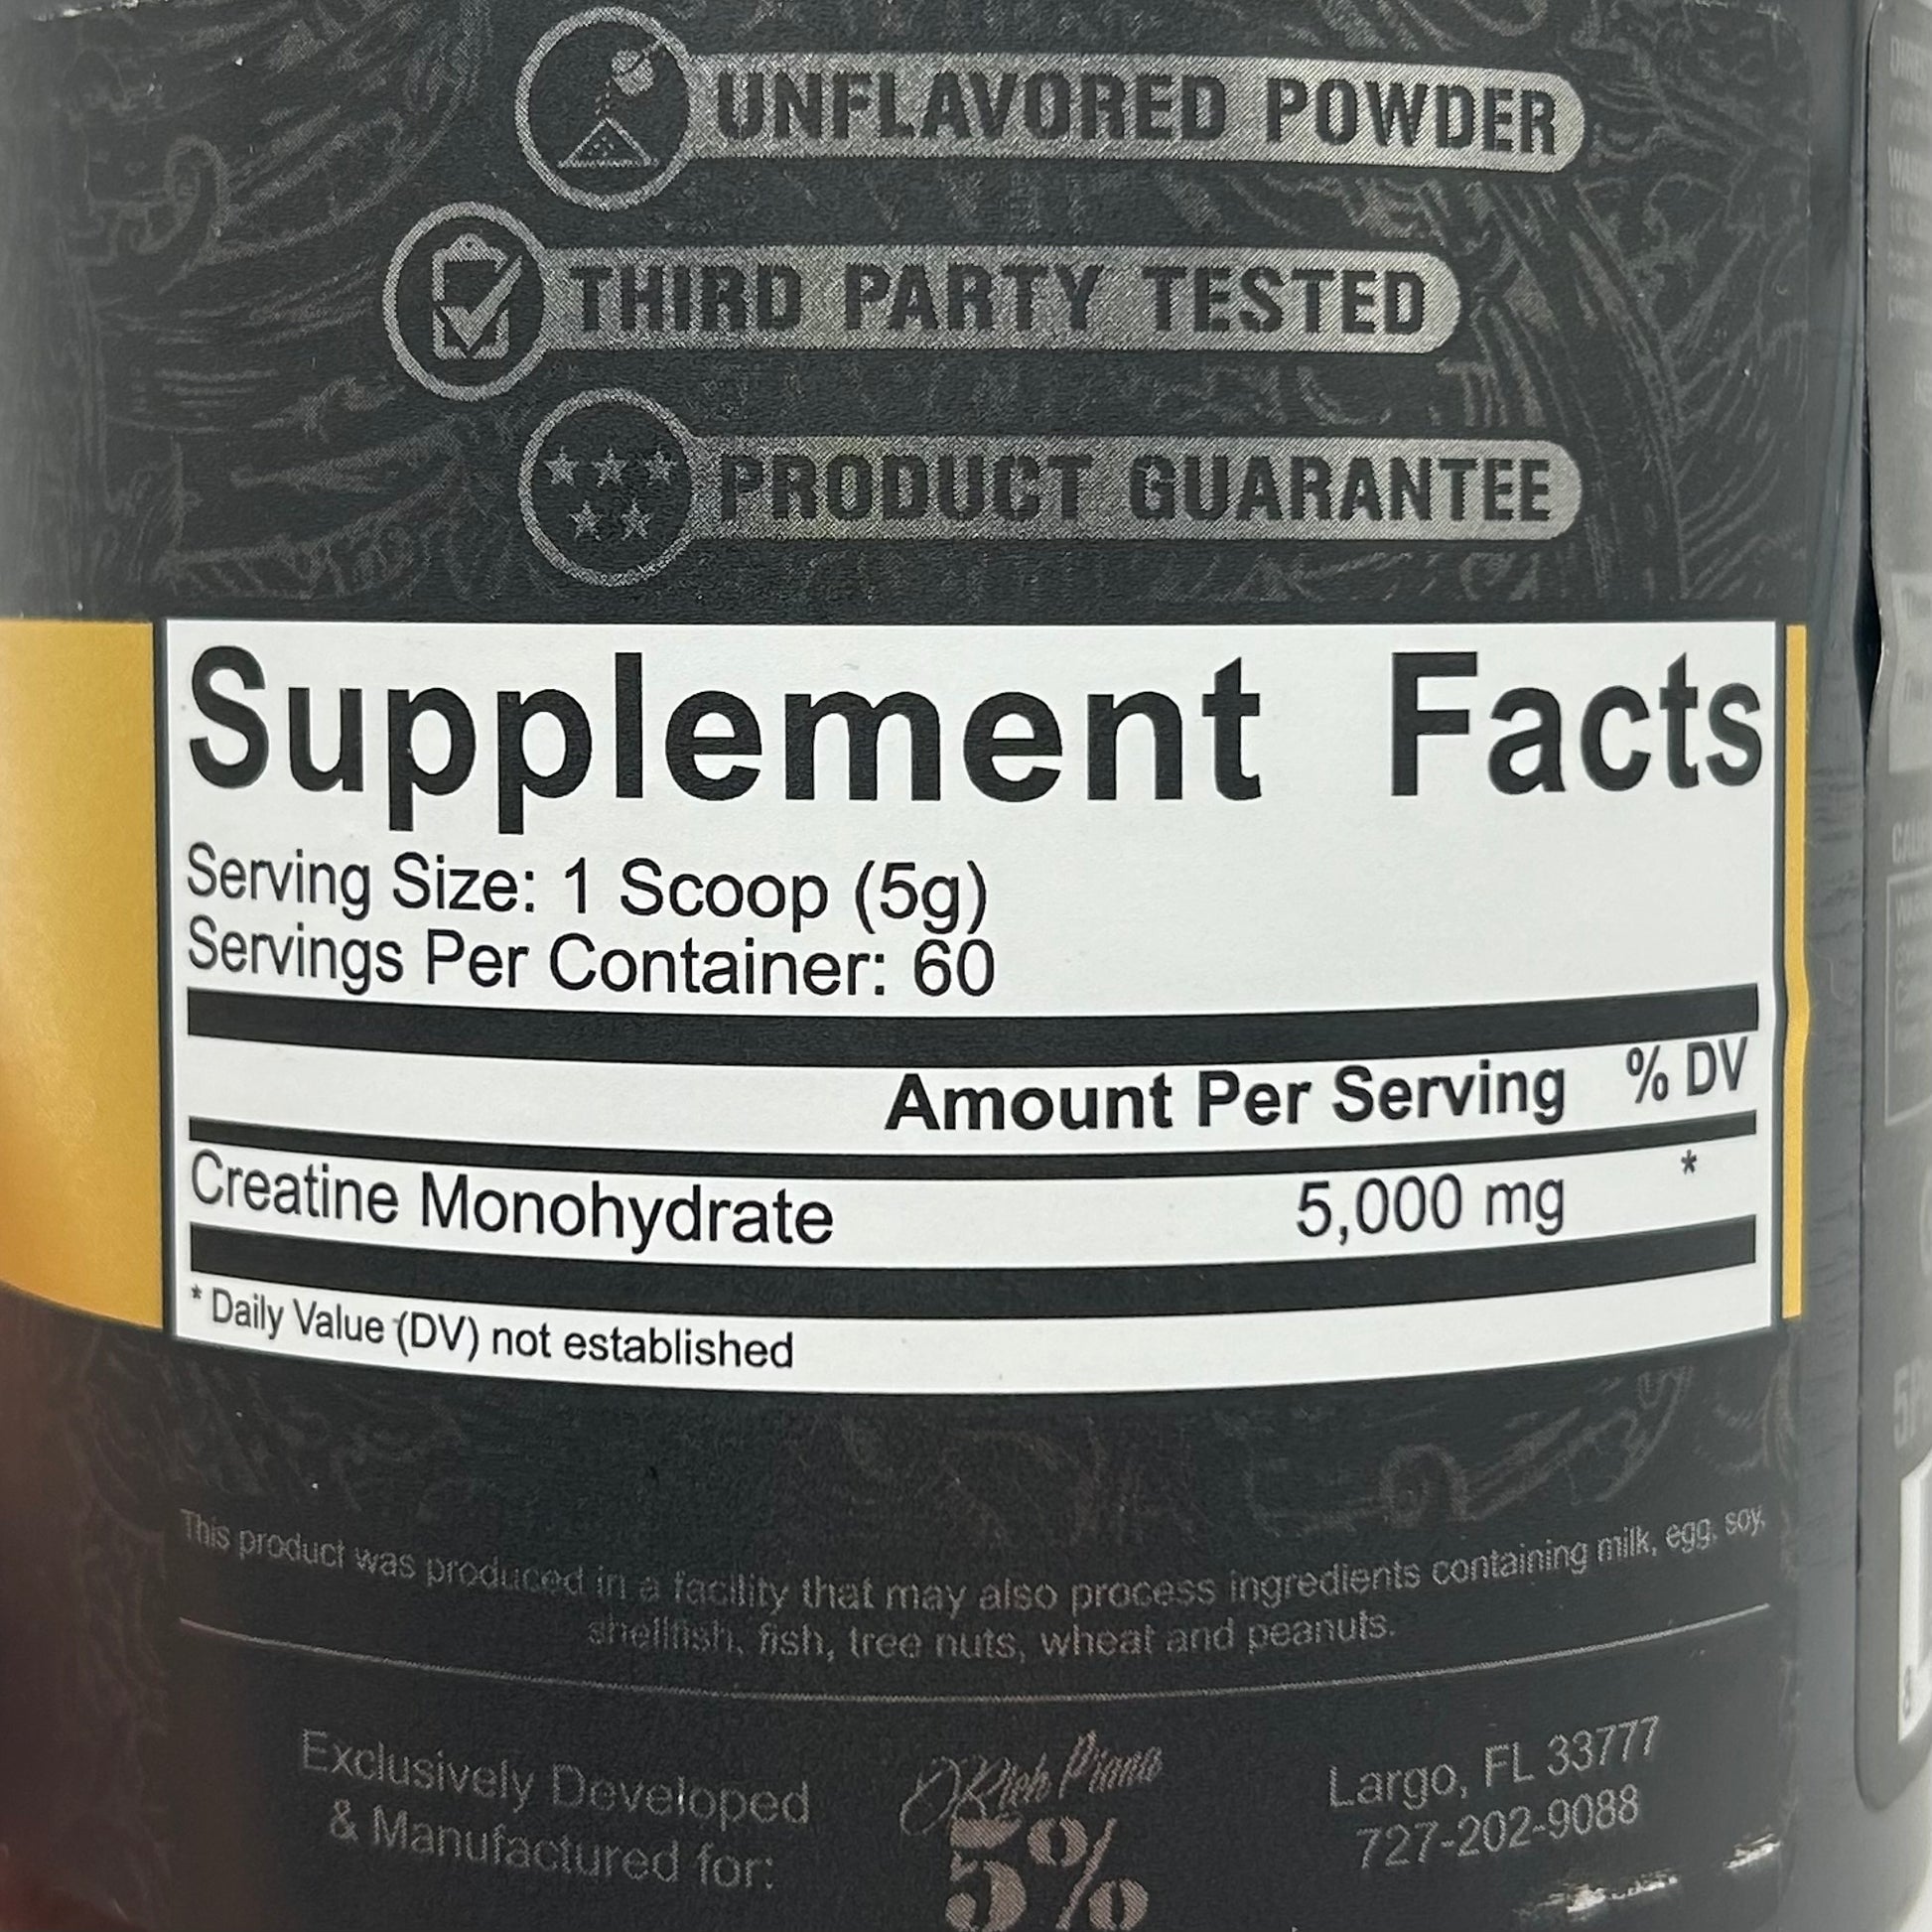 UNFLAVORED POWDER
THIRD PARTY TESTED
PRODUCT GUARANTEE
Supplement Facts
Serving Size: 1 Scoop (5g)
Servings Per Container: 60
Amount Per Serving % DV
Creatine Monohydrate 5,000 mg *
* Daily Value (DV) not established
This product was produced in a facility that may also process ingredients containing milk, egg, soy,
shellfish, fish, tree nuts, wheat and peanuts.
Exclusively Developed
& Manufactured for:
Rich Piana
5%
Largo, FL 33777
727-202-9088